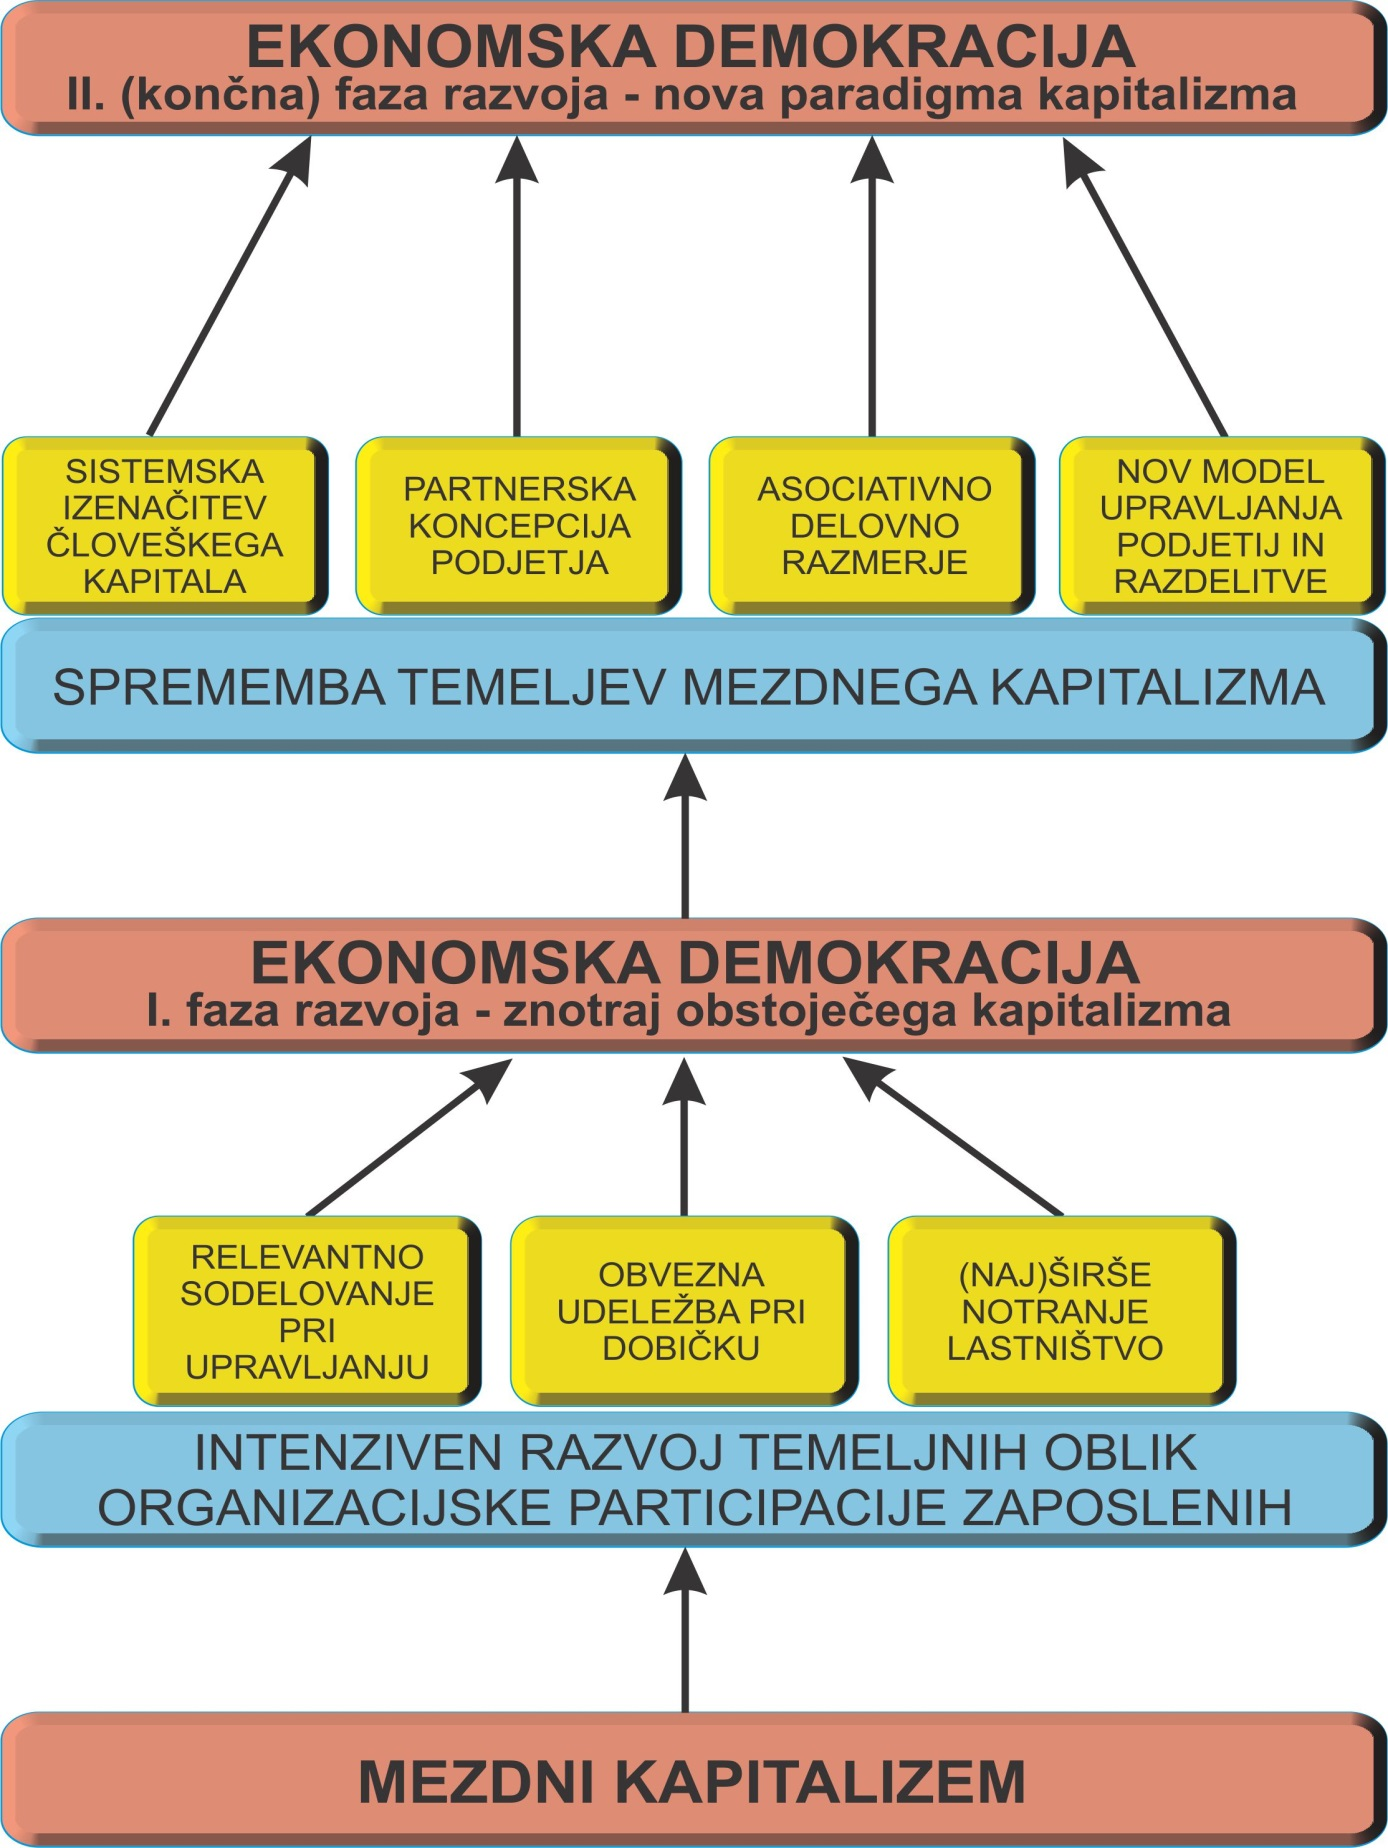 EKONOMSKA DEMOKRACIJA
II. (končna) faza razvoja - nova paradigma kapitalizma
SISTEMSKA
IZENAČITEV
ČLOVEŠKEGA
KAPITALA
PARTNERSKA
KONCEPCIJA
PODJETJA
ASOCIATIVNO
DELOVNO
RAZMERJE
NOV MODEL
UPRAVLJANJA
PODJETIJ IN
RAZDELITVE
SPREMEMBA TEMELJEV MEZDNEGA KAPITALIZMA
EKONOMSKA DEMOKRACIJA
I. faza razvoja - znotraj obstoječega kapitalizma
RELEVANTNO
SODELOVANJE
PRI
UPRAVLJANJU
OBVEZNA
UDELEŽBA PRI
DOBIČKU
(NAJ)ŠIRŠE
NOTRANJE
LASTNIŠTVO
INTENZIVEN RAZVOJ TEMELJNIH OBLIK
ORGANIZACIJSKE PARTICIPACIJE ZAPOSLENIH
MEZDNI KAPITALIZEM